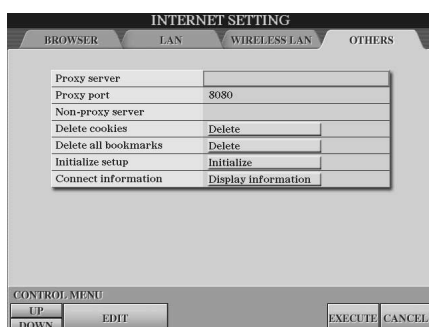 INTERNET SETTING
BROWSER LAN WIRELESS LAN OTHERS
Proxy server
Proxy port 8080
Non-proxy server
Delete cookies Delete
Delete all bookmarks Delete
Initialize setup Initialize
Connect information Display information
CONTROL MENU
UP
DOWN
EDIT
EXECUTE CANCEL